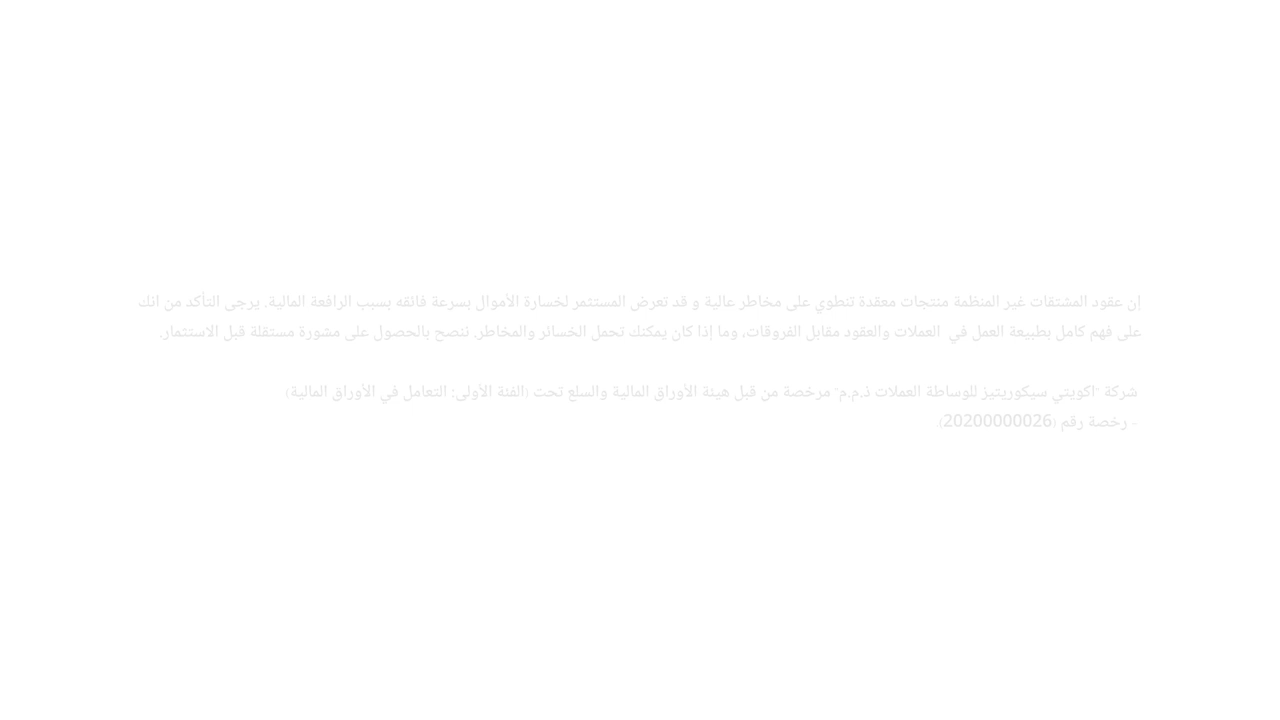 إن عقود المشتقات غير المنظمة منتجات معقدة تنطوي على مخاطر عالية و قد تعرض المستثمر لخسارة الأموال بسرعة فائقه بسبب الرافعة المالية, يرجى التأكد من انك
على فهم كامل بطبيعة العمل في العملات والعقود مقابل الفروقات, وما إذا كان يمكنك تحمل الخسائر والمخاطر. ننصح بالحصول على مشورة مستقلة قبل الاستثمار.
شركة "اكويتي سيكوريتيز للوساطة العملات ذ.م.م" مرخصة من قبل هيئة الأوراق المالية والسلع تحت (الفئة الأولى: التعامل في الأوراق المالية)
- رخصة رقم (20200000026)